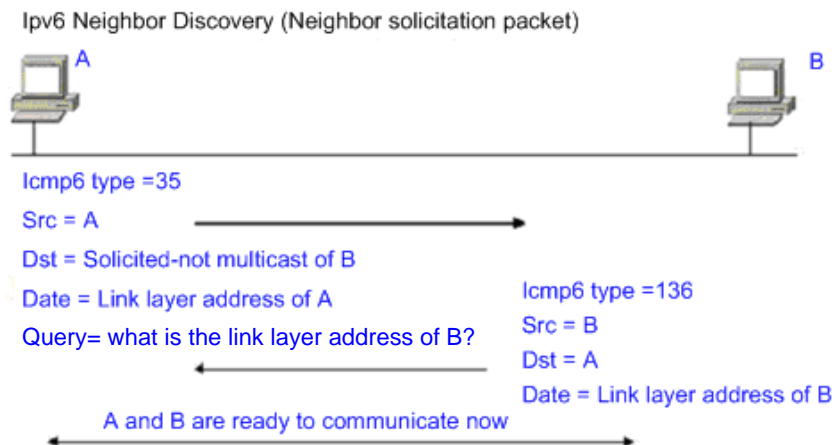 Ipv6 Neighbor Discovery (Neighbor solicitation packet)
A
B
Icmp6 type =35
Src = A
Dst = Solicited-not multicast of B
Date = Link layer address of A
Query= what is the link layer address of B?
Icmp6 type =136
Src = B
Dst = A
Date = Link layer address of B
A and B are ready to communicate now